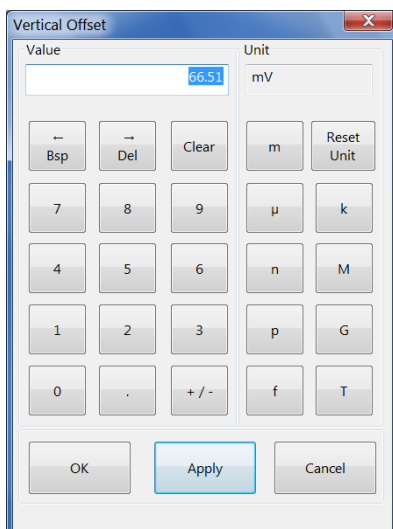 Vertical Offset
Value Unit
66.51 mV
← → Clear m Reset
Bsp Del Unit
7 8 9 µ k
4 5 6 n M
1 2 3 p G
0 . + / - f T
OK Apply Cancel